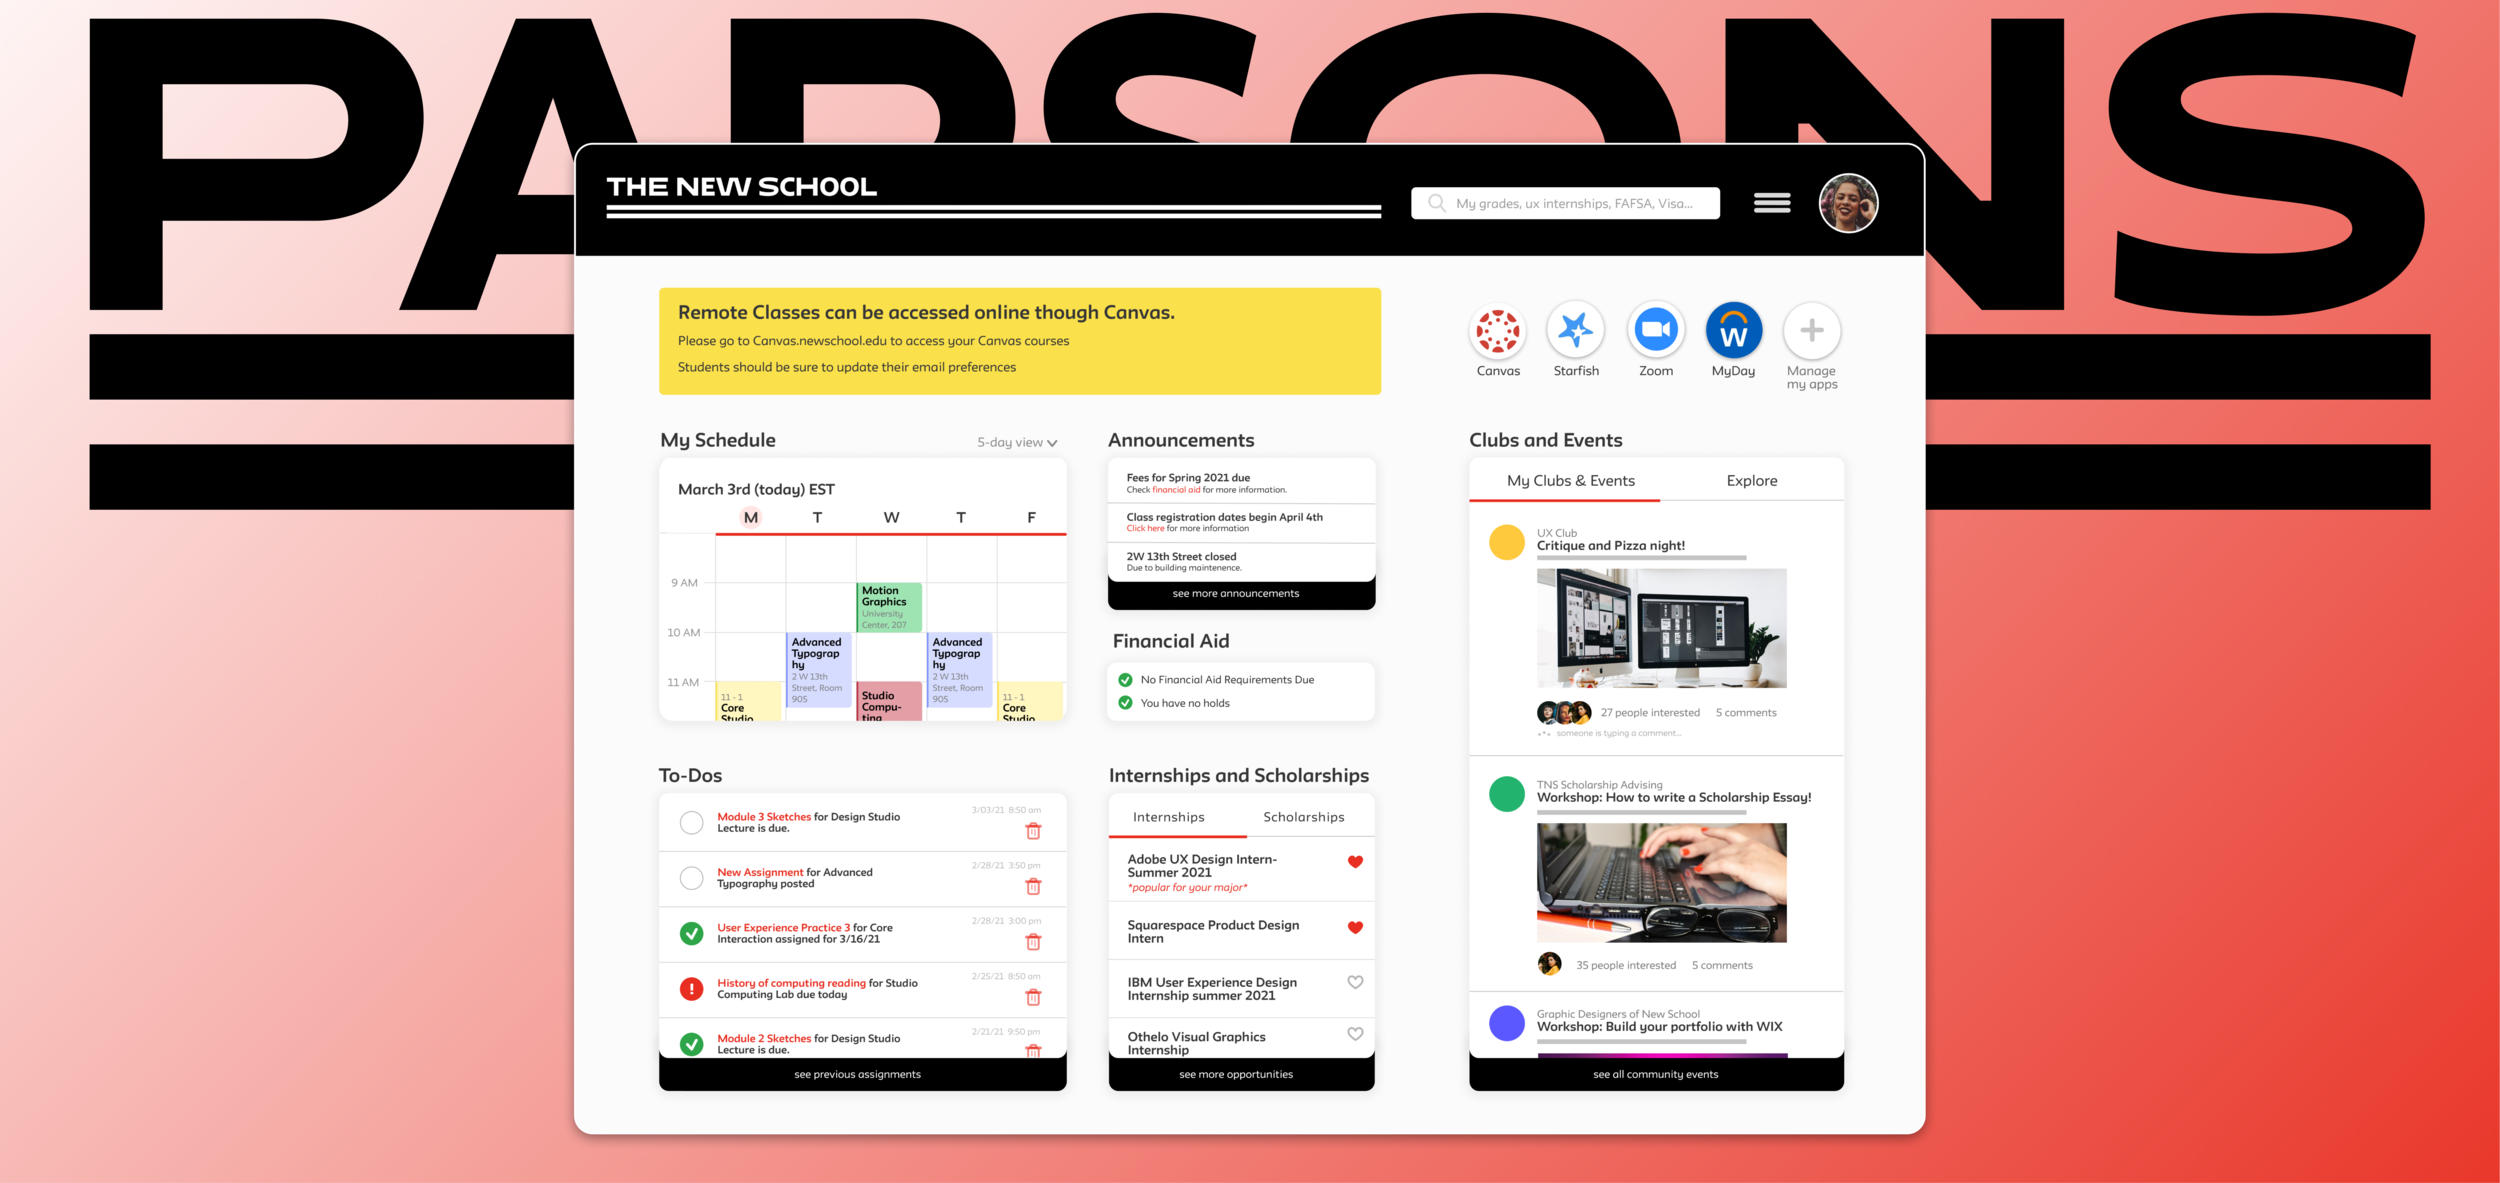 PARSONS
THE NEW SCHOOL
My grades, ux internships, FAFSA, Visa...
Remote Classes can be accessed online though Canvas.
Please go to Canvas.newschool.edu to access your Canvas courses
Students should be sure to update their email preferences
Canvas
Starfish
Zoom
W
MyDay
Manage
my apps
My Schedule
5-day view
March 3rd (today) EST
M T W T F
9 AM
10 AM
11 AM
Motion
Graphics
University
Center, 207
Advanced
Typograp
hy
2 W 13th
Street, Room
905
Advanced
Typograp
hy
2 W 13th
Street, Room
905
11 - 1
Core
Studio
Studio
Compu-
ting
11 - 1
Core
Studio
Announcements
Fees for Spring 2021 due
Check financial aid for more information.
Class registration dates begin April 4th
Click here for more information
2W 13th Street closed
Due to building maintenence.
see more announcements
Financial Aid
No Financial Aid Requirements Due
You have no holds
Clubs and Events
My Clubs & Events
Explore
UX Club
Critique and Pizza night!
27 people interested
5 comments
someone is typing a comment...
TNS Scholarship Advising
Workshop: How to write a Scholarship Essay!
35 people interested
5 comments
Graphic Designers of New School
Workshop: Build your portfolio with WIX
see all community events
To-Dos
Module 3 Sketches for Design Studio
Lecture is due.
3/03/21 8:50 am
New Assignment for Advanced
Typography posted
2/28/21 3:50 pm
User Experience Practice 3 for Core
Interaction assigned for 3/16/21
2/28/21 3:00 pm
!
History of computing reading for Studio
Computing Lab due today
2/25/21 8:50 am
Module 2 Sketches for Design Studio
Lecture is due.
2/21/21 9:50 pm
see previous assignments
Internships and Scholarships
Internships
Scholarships
Adobe UX Design Intern-
Summer 2021
*popular for your major*
Squarespace Product Design
Intern
IBM User Experience Design
Internship summer 2021
Othelo Visual Graphics
Internship
see more opportunities